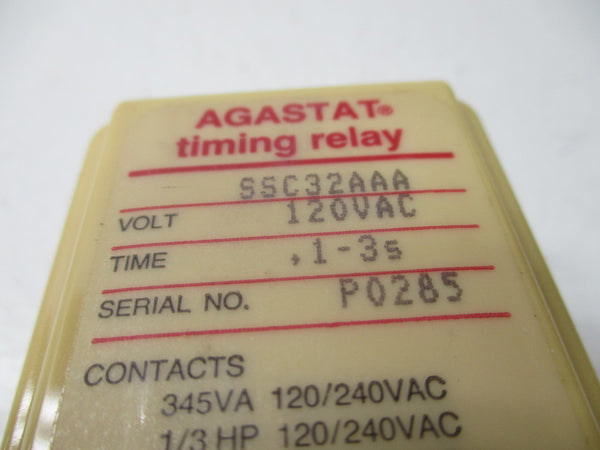 AGASTAT®
timing relay
SSC32AAA
VOLT 120VAC
TIME .1-3s
SERIAL NO. P0285
CONTACTS
345VA 120/240VAC
1/3 HP 120/240VAC